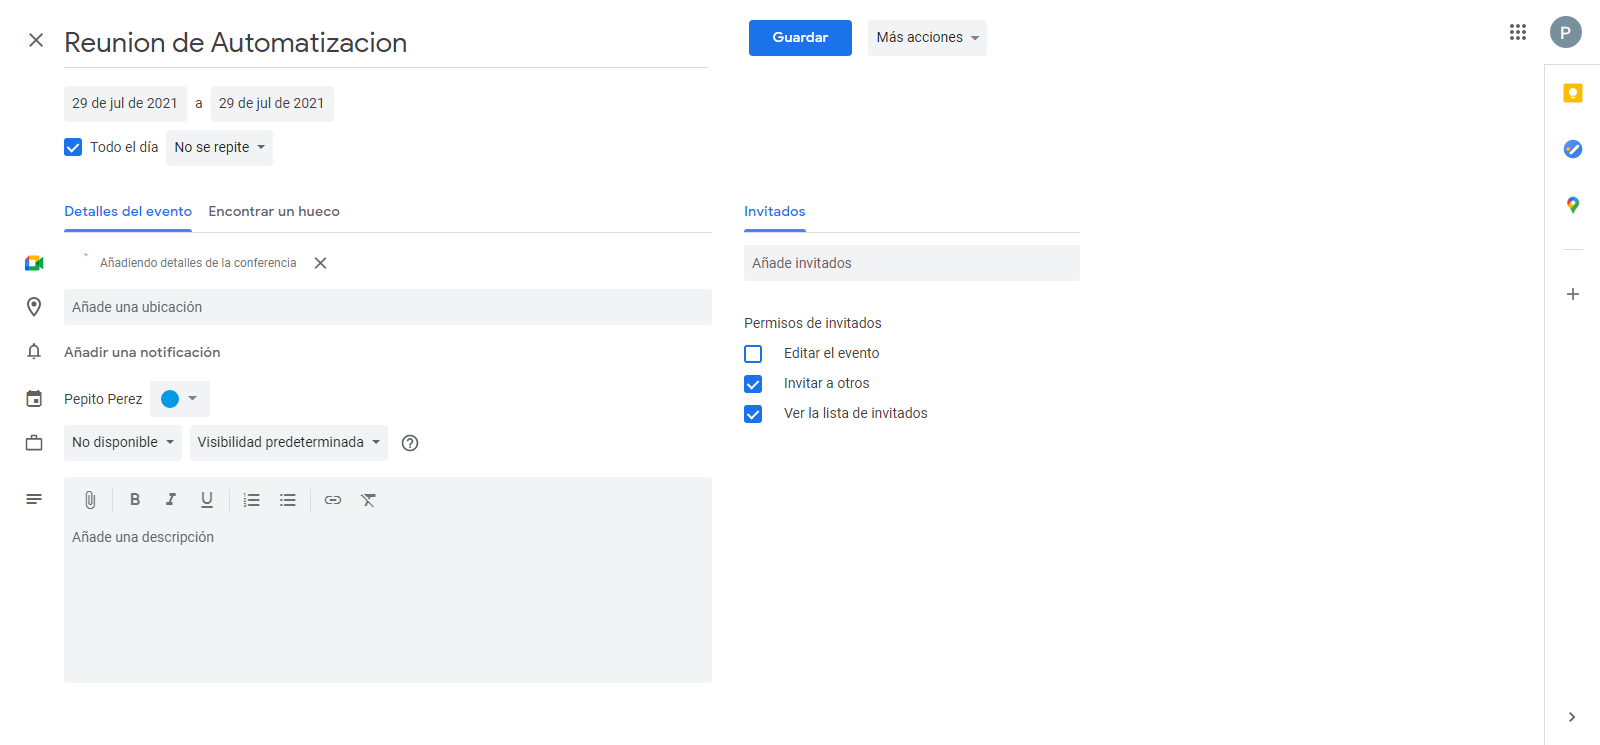 Reunion de Automatizacion
Guardar
Más acciones
P
29 de jul de 2021 a 29 de jul de 2021
Todo el día No se repite
Detalles del evento Encontrar un hueco
Añadiendo detalles de la conferencia
Añade una ubicación
Añadir una notificación
Pepito Perez
No disponible Visibilidad predeterminada
B I U
Añade una descripción
Invitados
Añade invitados
Permisos de invitados
Editar el evento
Invitar a otros
Ver la lista de invitados